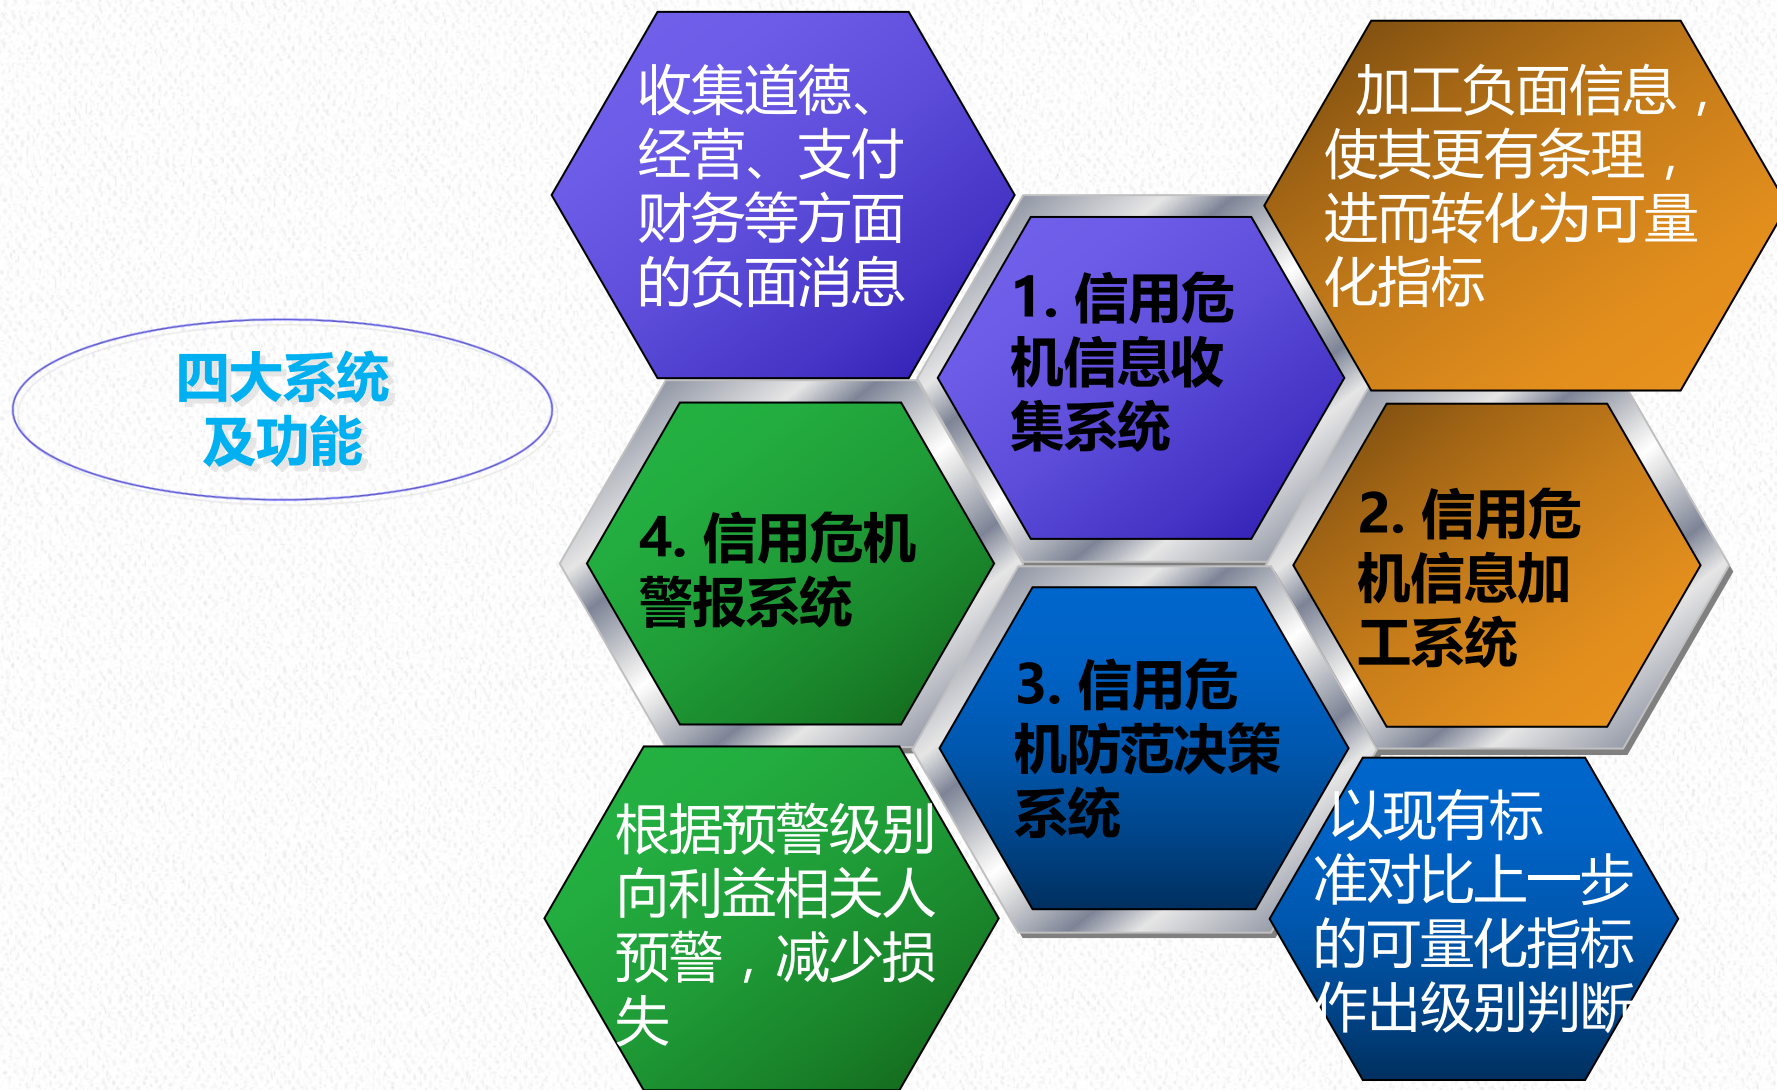 四大系统
及功能
收集道德、
经营、支付
财务等方面
的负面消息
1. 信用危
机信息收
集系统
加工负面信息，
使其更有条理，
进而转化为可量
化指标
2. 信用危
机信息加
工系统
3. 信用危
机防范决策
系统
以现有标
准对比上一步
的可量化指标
作出级别判断
4. 信用危机
警报系统
根据预警级别
向利益相关人
预警，减少损
失